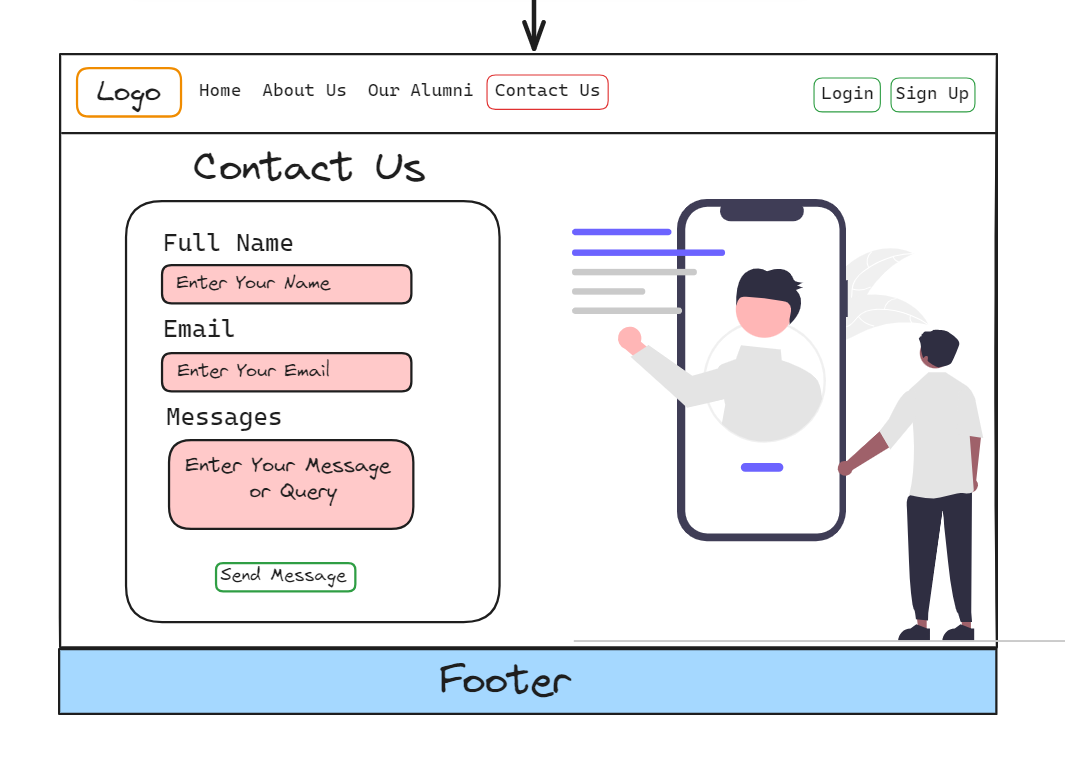 Logo
Home About Us Our Alumni Contact Us
Login Sign Up
Contact Us
Full Name
Enter Your Name
Email
Enter Your Email
Messages
Enter Your Message
or Query
Send Message
Footer